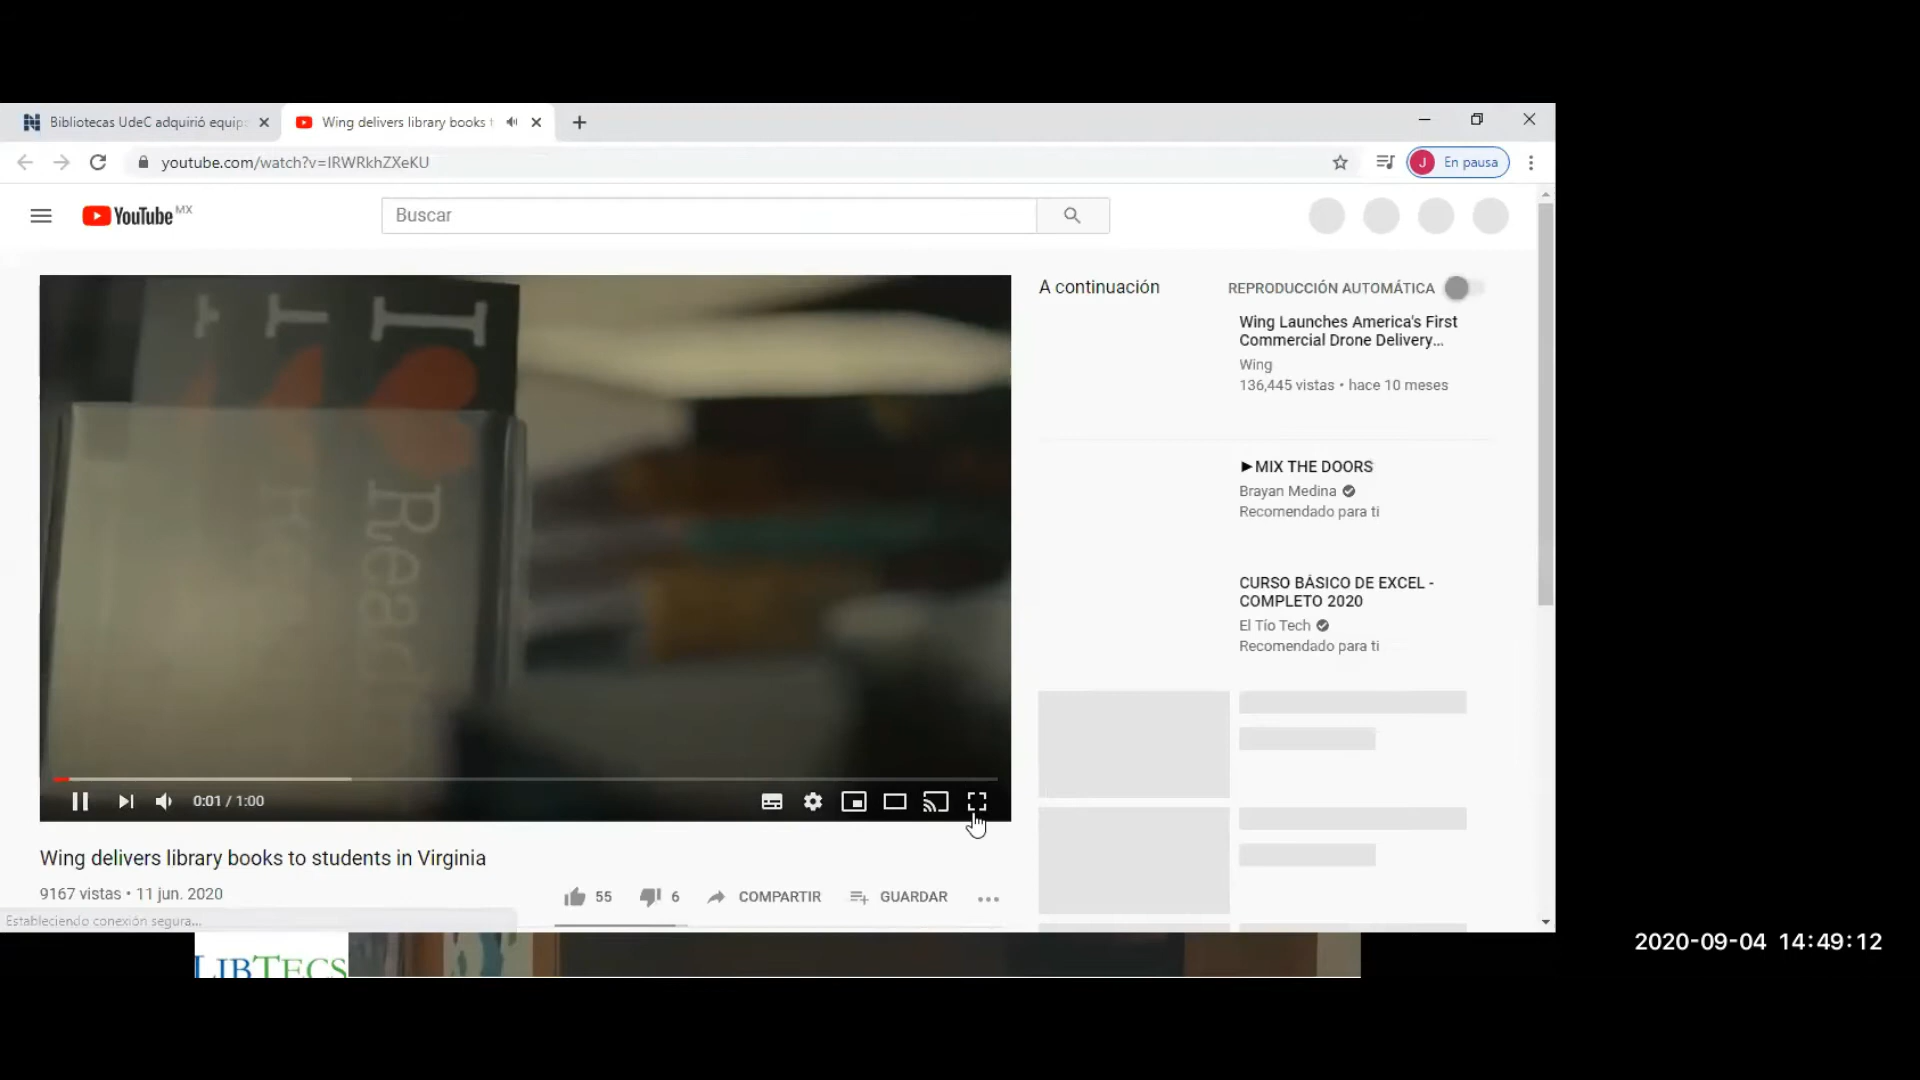 Bibliotecas UdeC adquirió equip
Wing delivers library books t
youtube.com/watch?v=IRWRkhZXeKU
J
En pausa
YouTube MX
Buscar
I
Read
A continuación
REPRODUCCIÓN AUTOMÁTICA
Wing Launches America's First
Commercial Drone Delivery...
Wing
136,445 vistas • hace 10 meses
►MIX THE DOORS
Brayan Medina
Recomendado para ti
CURSO BÁSICO DE EXCEL -
COMPLETO 2020
El Tío Tech
Recomendado para ti
0:01 / 1:00
Wing delivers library books to students in Virginia
9167 vistas • 11 jun. 2020
55
6
COMPARTIR
GUARDAR
Estableciendo conexión segura...
LIBTECS
2020-09-04 14:49:12